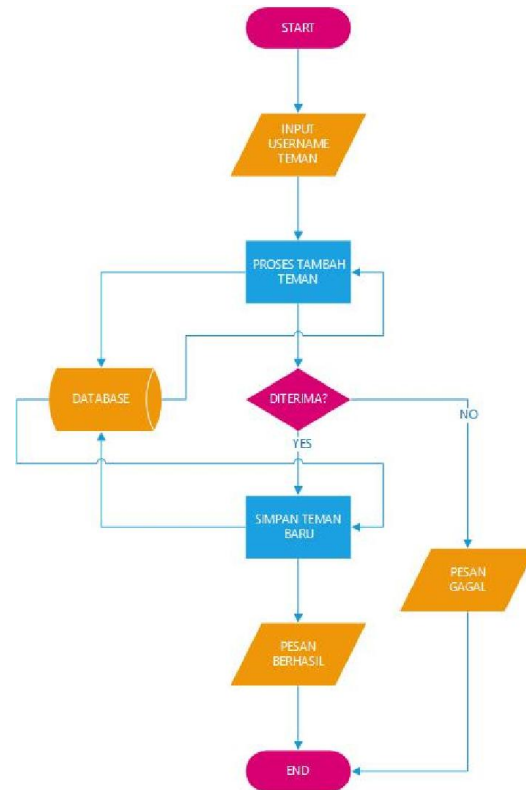 START
INPUT
USERNAME
TEMAN
PROSES TAMBAH
TEMAN
DATABASE
DITERIMA?
NO
YES
SIMPAN TEMAN
BARU
PESAN
GAGAL
PESAN
BERHASIL
END